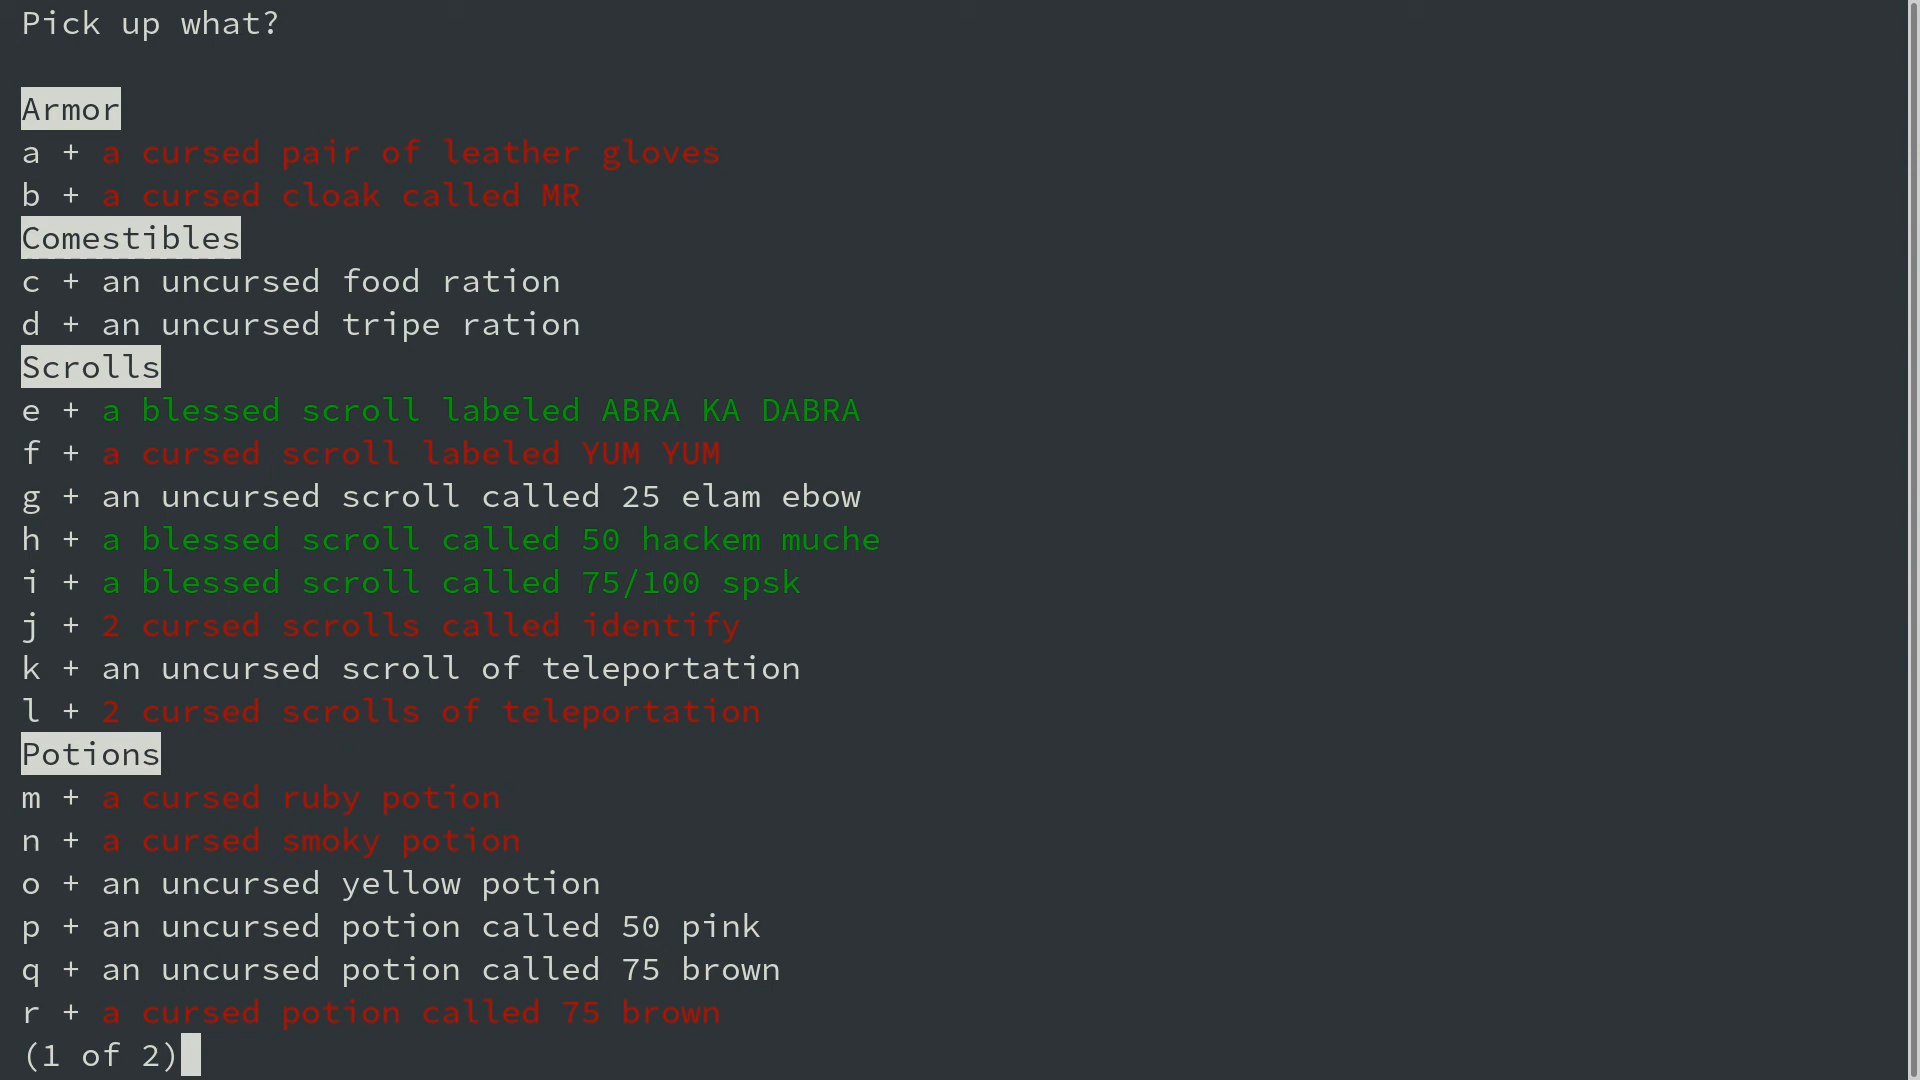 Pick up what?
Armor
a + a cursed pair of leather gloves
b + a cursed cloak called MR
Comestibles
c + an uncursed food ration
d + an uncursed tripe ration
Scrolls
e + a blessed scroll labeled ABRA KA DABRA
f + a cursed scroll labeled YUM YUM
g + an uncursed scroll called 25 elam ebow
h + a blessed scroll called 50 hackem muche
i + a blessed scroll called 75/100 spsk
j + 2 cursed scrolls called identify
k + an uncursed scroll of teleportation
l + 2 cursed scrolls of teleportation
Potions
m + a cursed ruby potion
n + a cursed smoky potion
o + an uncursed yellow potion
p + an uncursed potion called 50 pink
q + an uncursed potion called 75 brown
r + a cursed potion called 75 brown
(1 of 2)